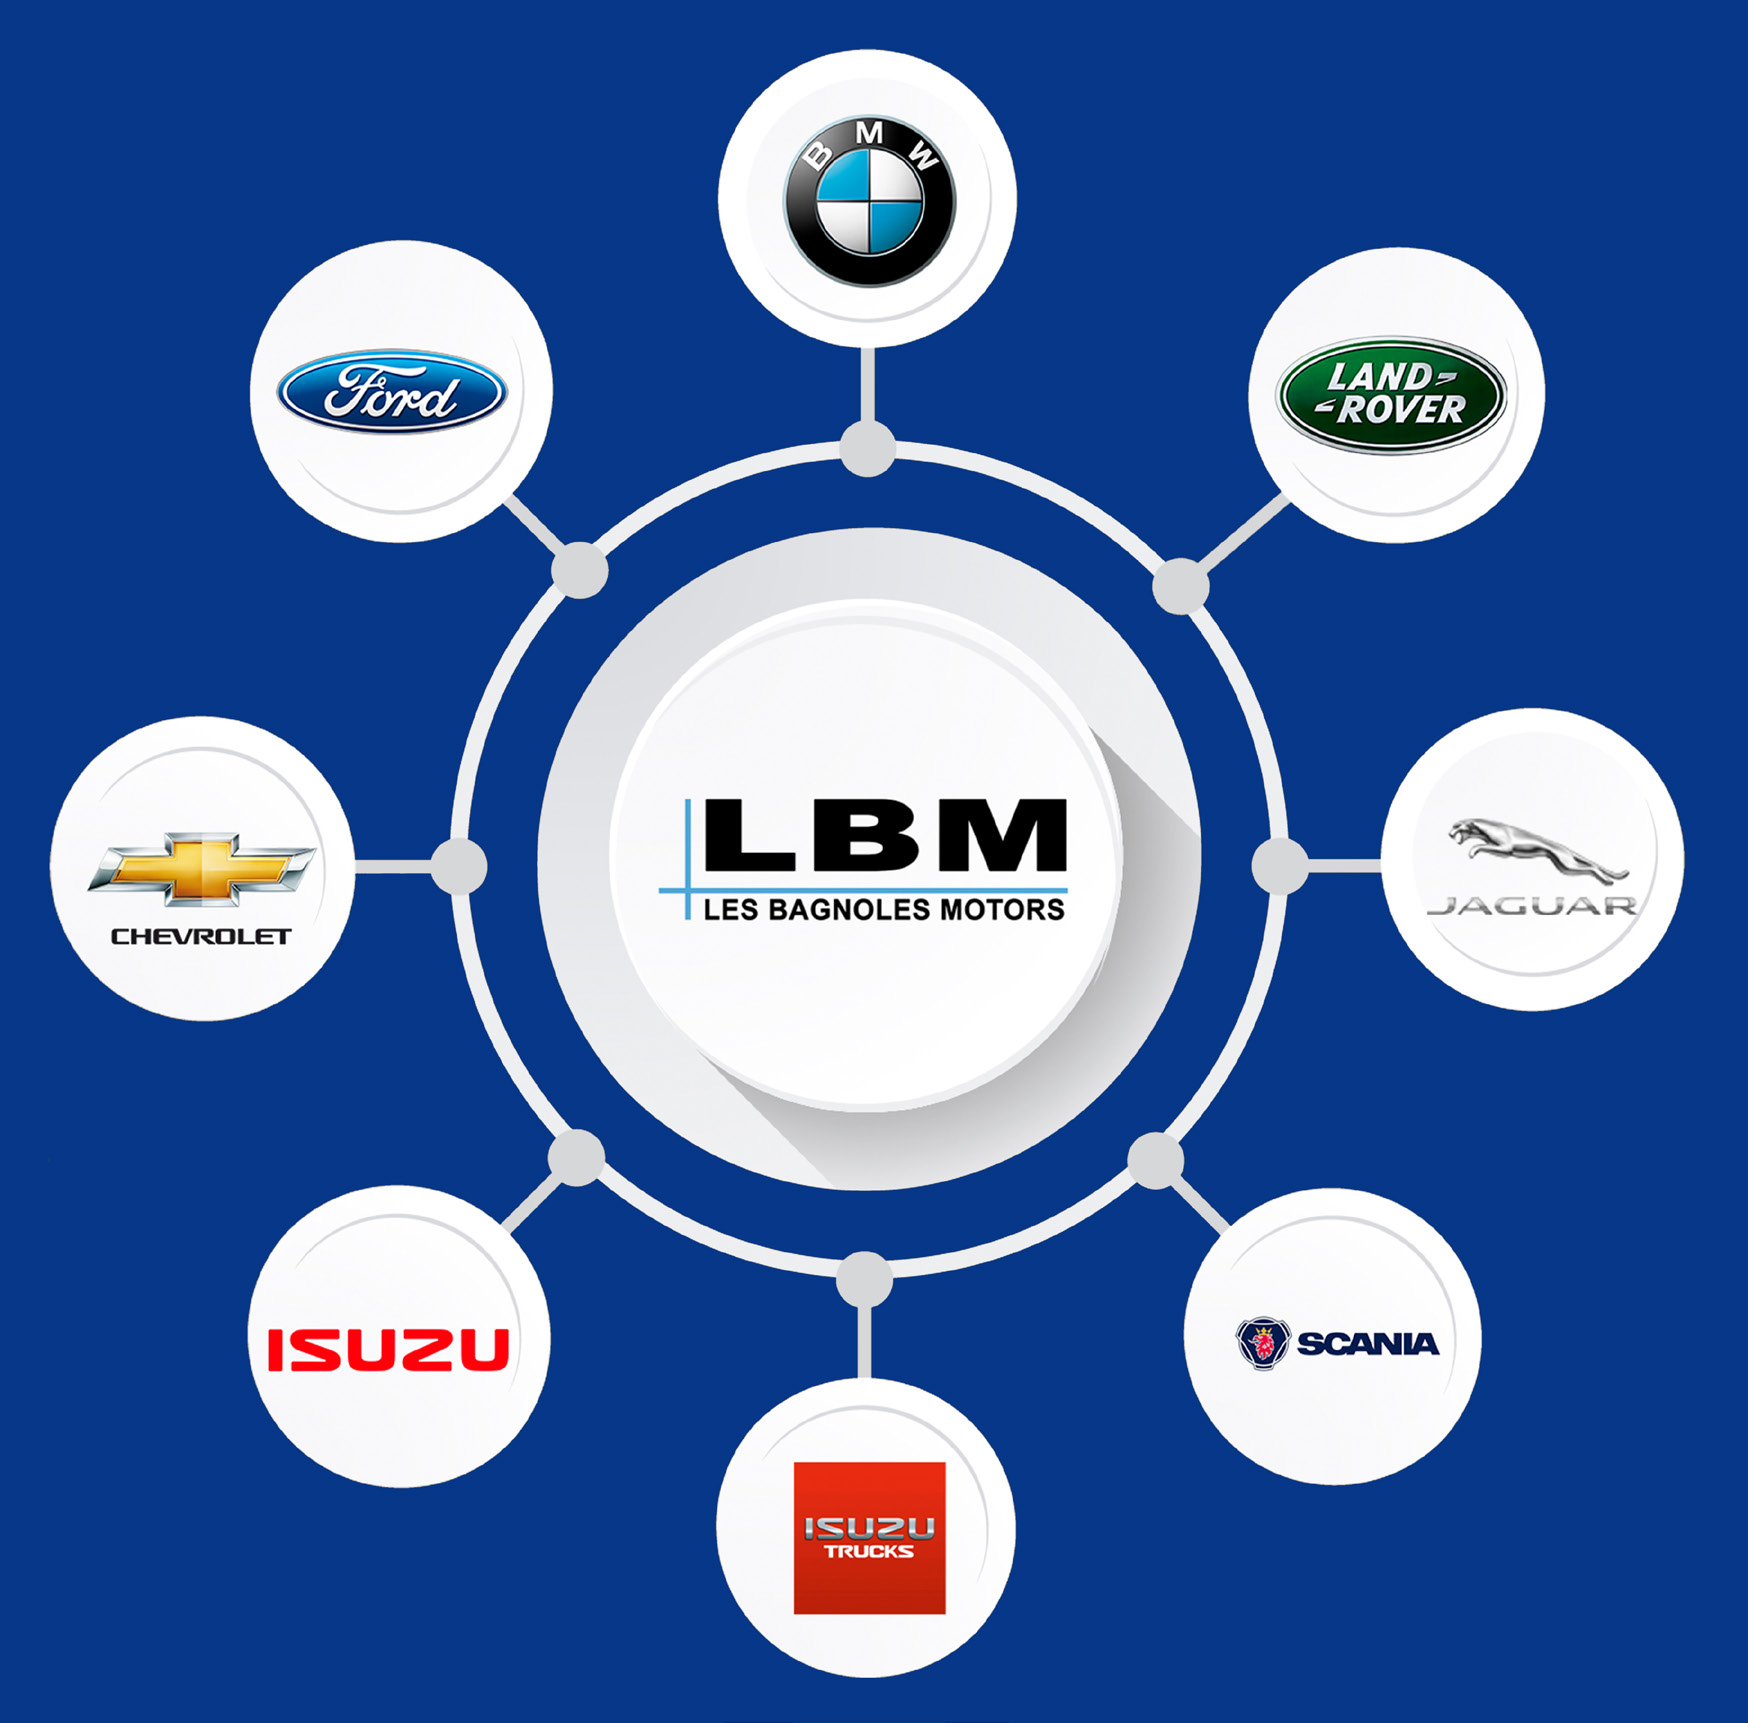 BMW
Ford
LAND
ROVER
CHEVROLET
LBM
LES BAGNOLES MOTORS
JAGUAR
ISUZU
SCANIA
ISUZU
TRUCKS